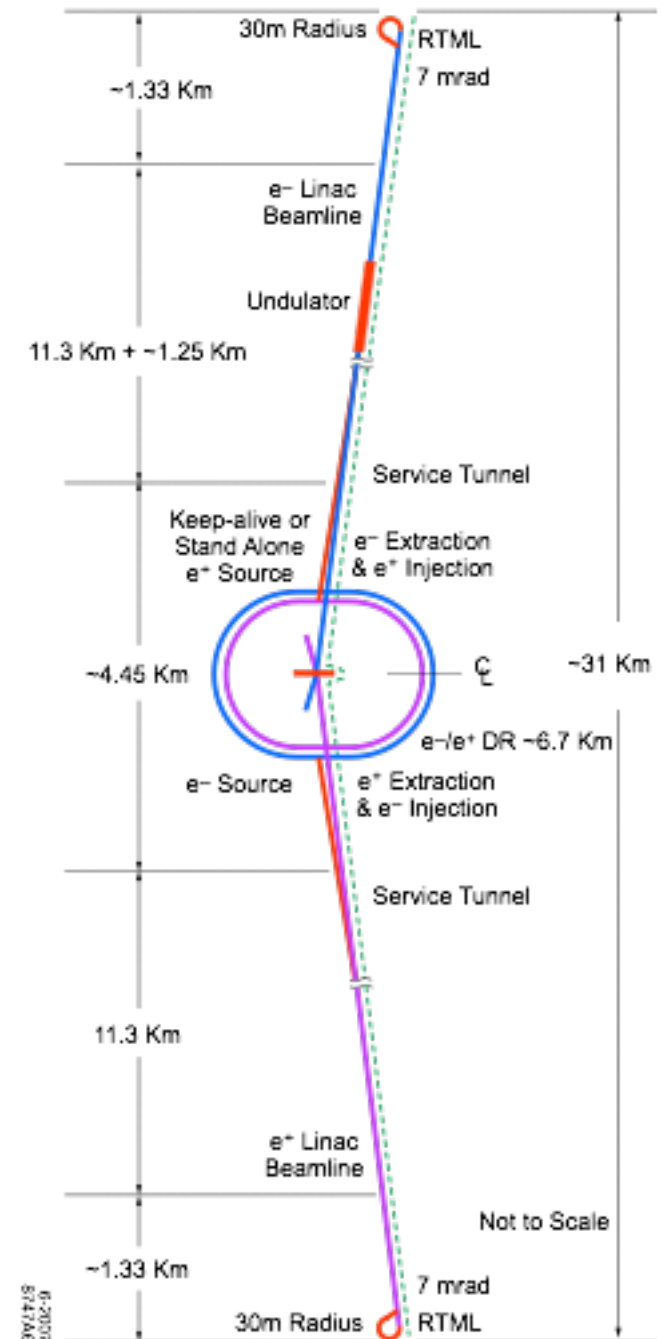 30m Radius
RTML
7 mrad
~1.33 Km
e– Linac
Beamline
Undulator
11.3 Km + ~1.25 Km
Service Tunnel
Keep-alive or
Stand Alone
e+ Source
e– Extraction
& e+ Injection
~4.45 Km
℄
~31 Km
e–/e+ DR ~6.7 Km
e– Source
e+ Extraction
& e– Injection
Service Tunnel
11.3 Km
e+ Linac
Beamline
Not to Scale
~1.33 Km
7 mrad
30m Radius
RTML